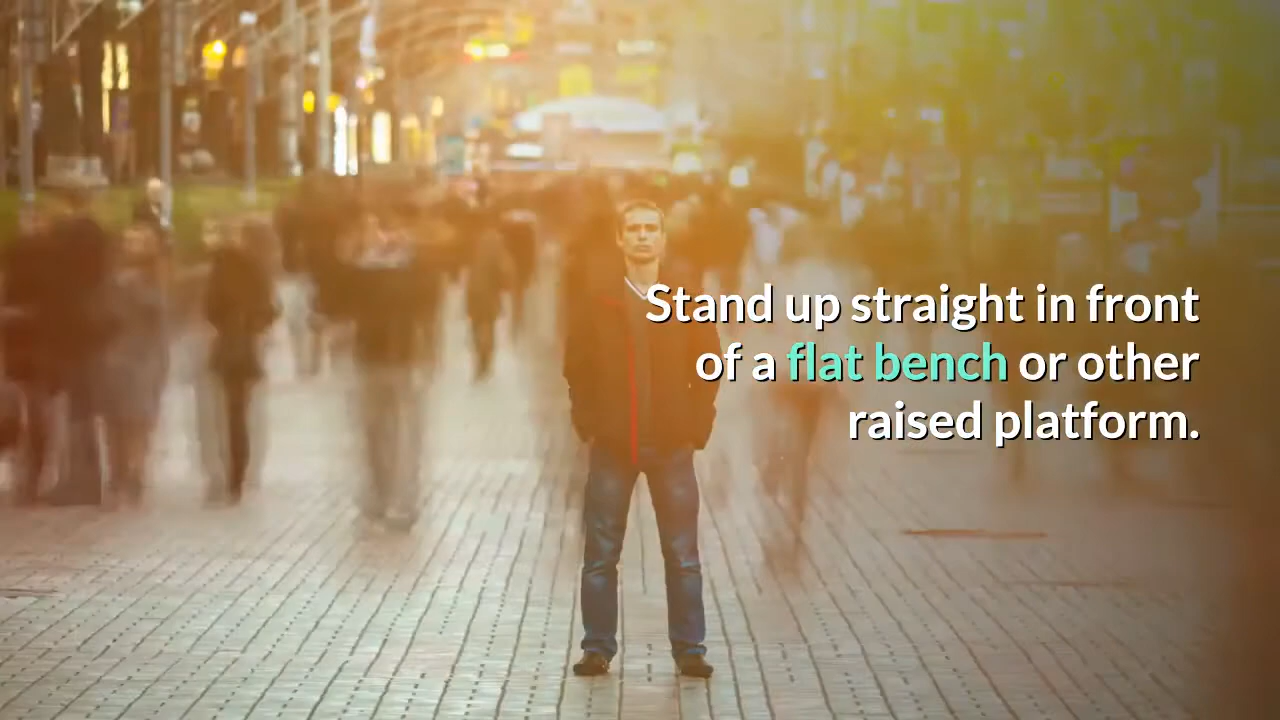 Stand up straight in front
of a flat bench or other
raised platform.